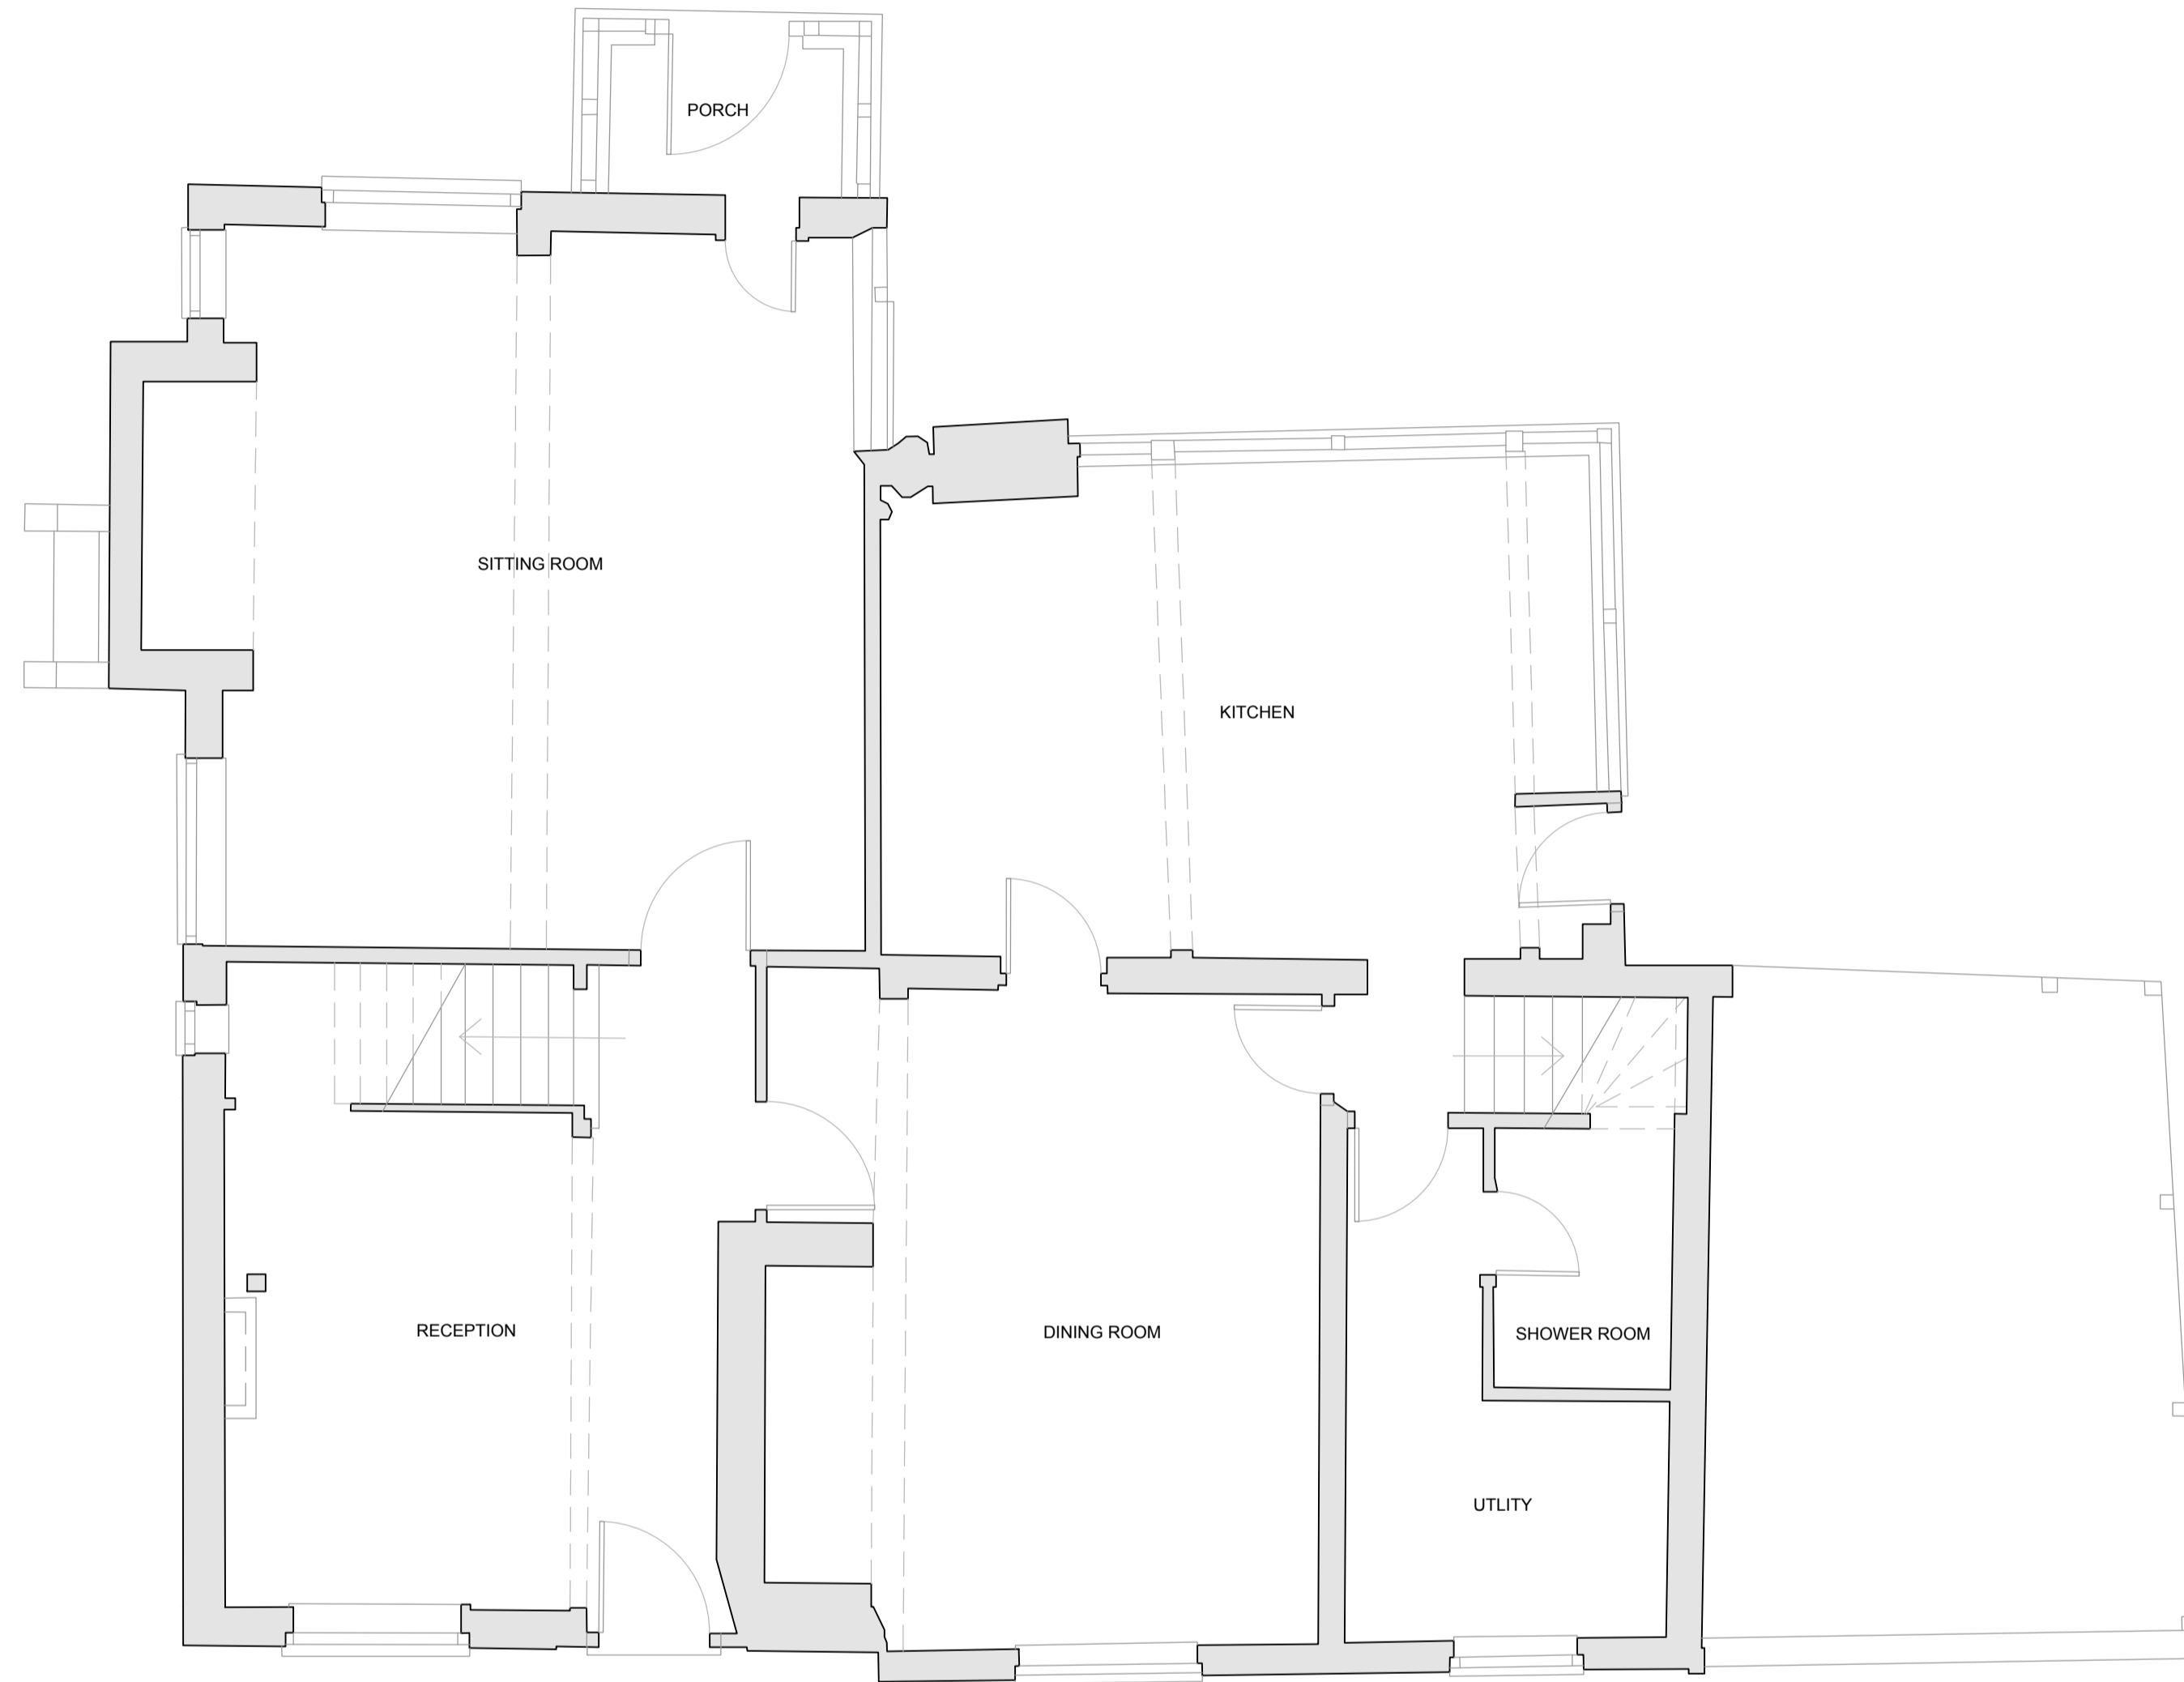 PORCH
SITTING ROOM
KITCHEN
RECEPTION
DINING ROOM
SHOWER ROOM
UTLITY